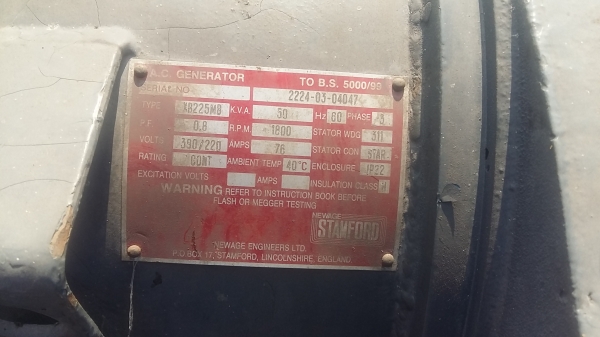 A.C. GENERATOR TO B.S. 5000/99
SERIAL NO 2224-03-04047
TYPE K.V.A. 50 Hz 60 PHASE 3
P.F. 0.8 R.P.M. 1800 STATOR WDG 311
VOLTS 390/220 AMPS 76 STATOR CON STAR
RATING CONT AMBIENT TEMP 40°C ENCLOSURE 1P22
EXCITATION VOLTS AMPS INSULATION CLASS H
WARNING REFER TO INSTRUCTION BOOK BEFORE
FLASH OR MEGGER TESTING
NEWAGE
STAMFORD
NEWAGE ENGINEERS LTD.
P.O BOX 17, STAMFORD, LINCOLNSHIRE, ENGLAND